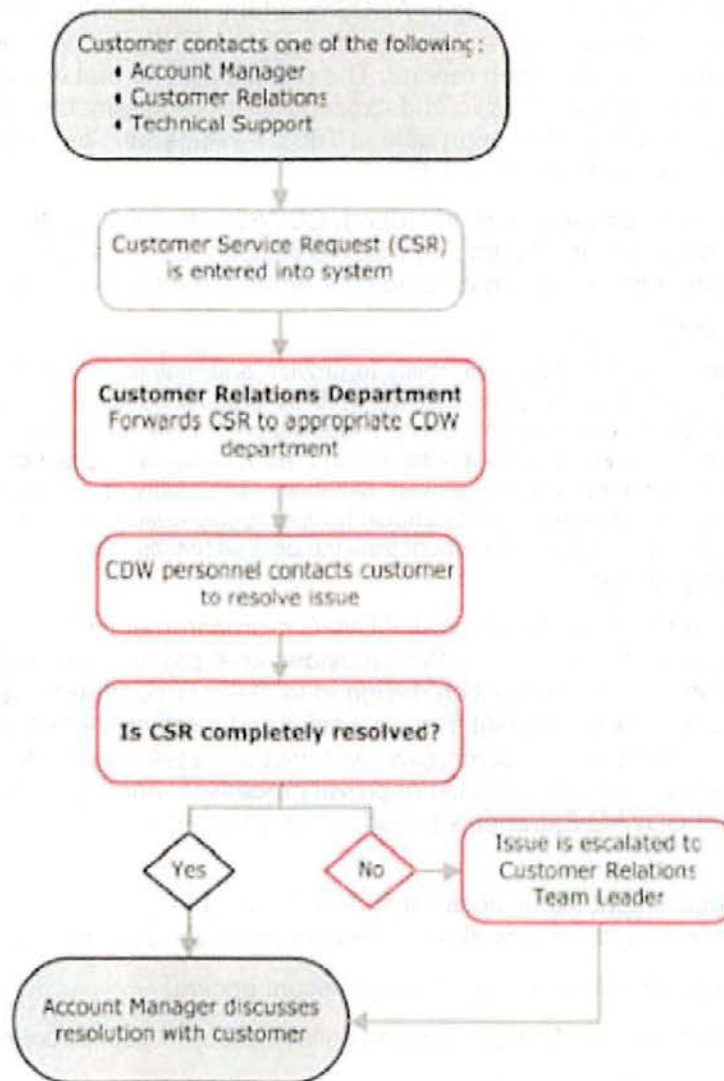 Customer contacts one of the following:
• Account Manager
• Customer Relations
• Technical Support
Customer Service Request (CSR)
is entered into system
Customer Relations Department
Forwards CSR to appropriate CDW
department
CDW personnel contacts customer
to resolve issue
Is CSR completely resolved?
Yes
No
Issue is escalated to
Customer Relations
Team Leader
Account Manager discusses
resolution with customer